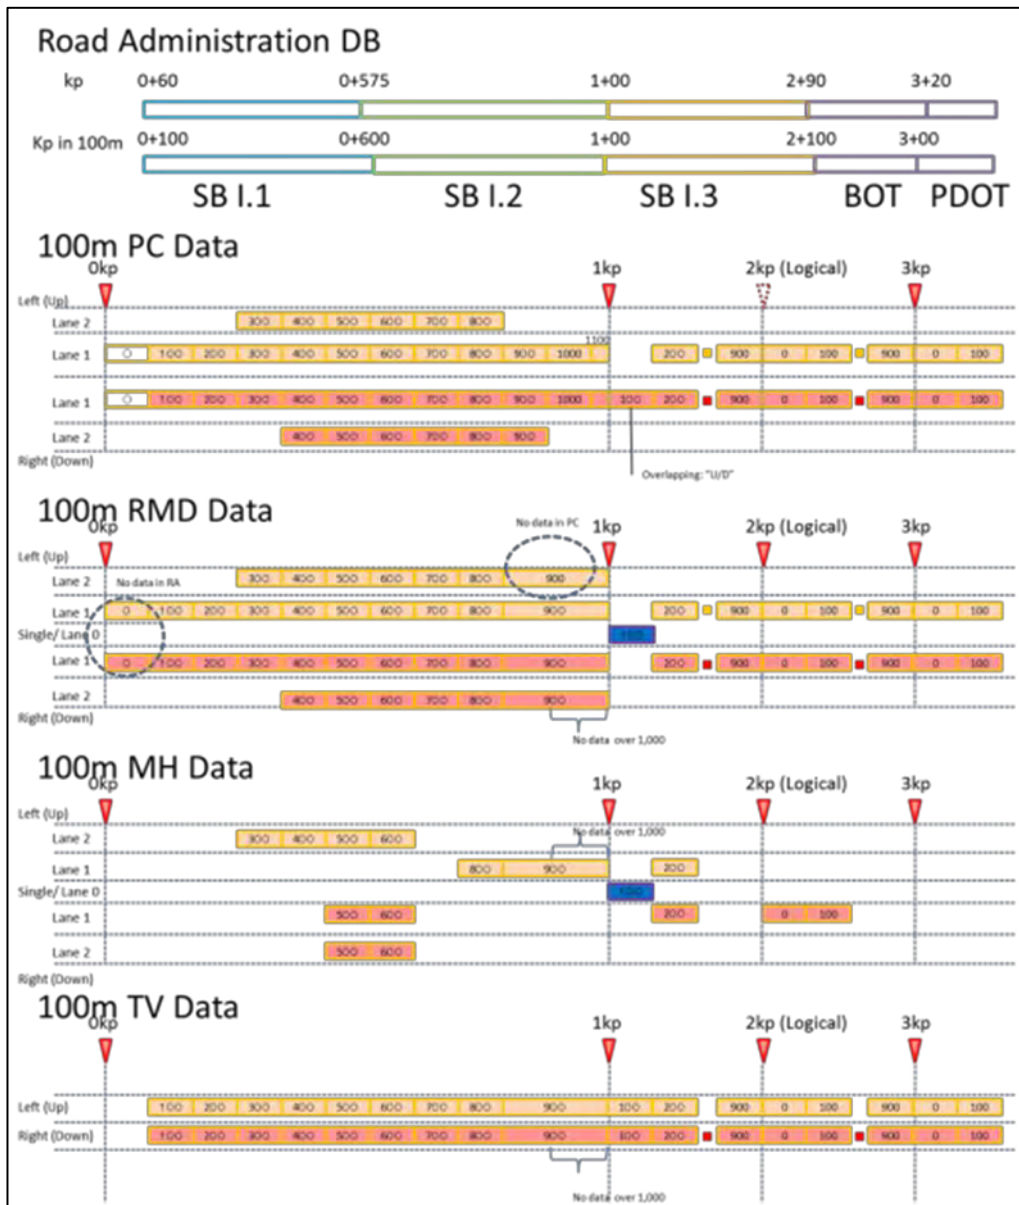 Road Administration DB
kp 0+60 0+575 1+00 2+90 3+20
Kp in 100m 0+100 0+600 1+00 2+100 3+00
SB I.1 SB I.2 SB I.3 BOT PDOT
100m PC Data
0kp 1kp 2kp (Logical) 3kp
Left (Up)
Lane 2 300 400 500 600 700 800
1100
Lane 1 0 100 200 300 400 500 600 700 800 900 1000 200 900 0 100 900 0 100
Lane 1 0 100 200 300 400 500 600 700 800 900 1000 100 200 900 0 100 900 0 100
Lane 2 400 500 600 700 800 900
Right (Down)
Overlapping: "U/D"
100m RMD Data
0kp No data in PC 1kp 2kp (Logical) 3kp
Left (Up)
Lane 2 300 400 500 600 700 800 900
No data in RA
Lane 1 0 100 200 300 400 500 600 700 800 900 200 900 0 100 900 0 100
Single/ Lane 0
Lane 1 0 100 200 300 400 500 600 700 800 900 200 900 0 100 900 0 100
Lane 2 400 500 600 700 800 900
Right (Down)
No data over 1,000
100m MH Data
0kp 1kp 2kp (Logical) 3kp
Left (Up)
No data over 1,000
Lane 2 300 400 500 600
Lane 1 800 900 200
Single/ Lane 0
Lane 1 500 600 200 0 100
Lane 2 500 600
Right (Down)
100m TV Data
0kp 1kp 2kp (Logical) 3kp
Left (Up) 100 200 300 400 500 600 700 800 900 100 200 900 0 100 900 0 100
Right (Down) 100 200 300 400 500 600 700 800 900 100 200 900 0 100 900 0 100
No data over 1,000